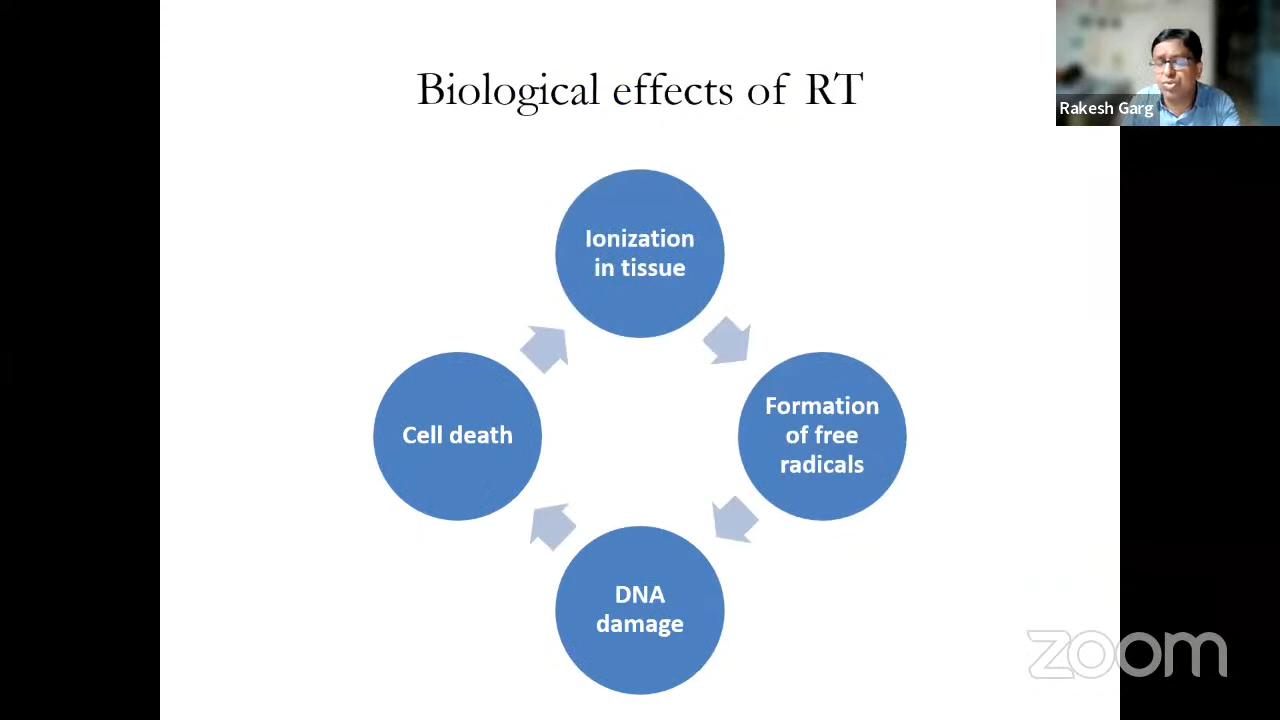 Biological effects of RT
Rakesh Garg
Ionization
in tissue
Formation
of free
radicals
Cell death
DNA
damage
zoom